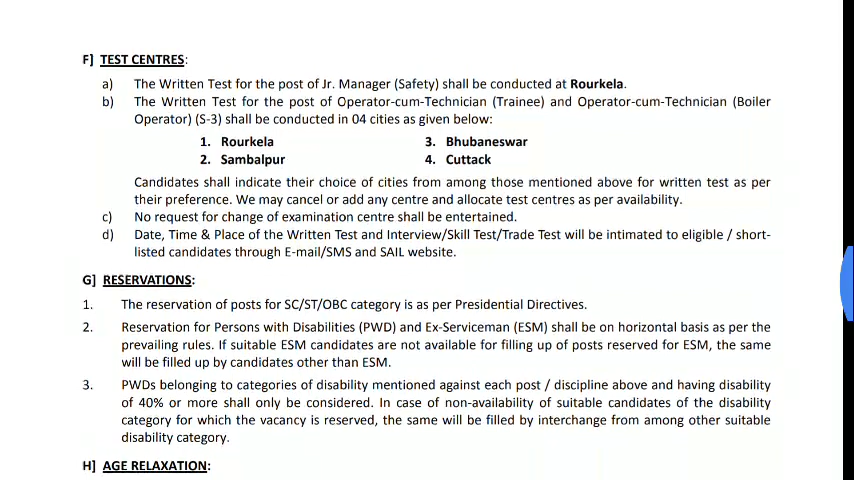 F] TEST CENTRES:
a) The Written Test for the post of Jr. Manager (Safety) shall be conducted at Rourkela.
b) The Written Test for the post of Operator-cum-Technician (Trainee) and Operator-cum-Technician (Boiler
Operator) (S-3) shall be conducted in 04 cities as given below:
1. Rourkela 3. Bhubaneswar
2. Sambalpur 4. Cuttack
Candidates shall indicate their choice of cities from among those mentioned above for written test as per
their preference. We may cancel or add any centre and allocate test centres as per availability.
c) No request for change of examination centre shall be entertained.
d) Date, Time & Place of the Written Test and Interview/Skill Test/Trade Test will be intimated to eligible / short-
listed candidates through E-mail/SMS and SAIL website.
G] RESERVATIONS:
1. The reservation of posts for SC/ST/OBC category is as per Presidential Directives.
2. Reservation for Persons with Disabilities (PWD) and Ex-Serviceman (ESM) shall be on horizontal basis as per the
prevailing rules. If suitable ESM candidates are not available for filling up of posts reserved for ESM, the same
will be filled up by candidates other than ESM.
3. PWDs belonging to categories of disability mentioned against each post / discipline above and having disability
of 40% or more shall only be considered. In case of non-availability of suitable candidates of the disability
category for which the vacancy is reserved, the same will be filled by interchange from among other suitable
disability category.
H] AGE RELAXATION: